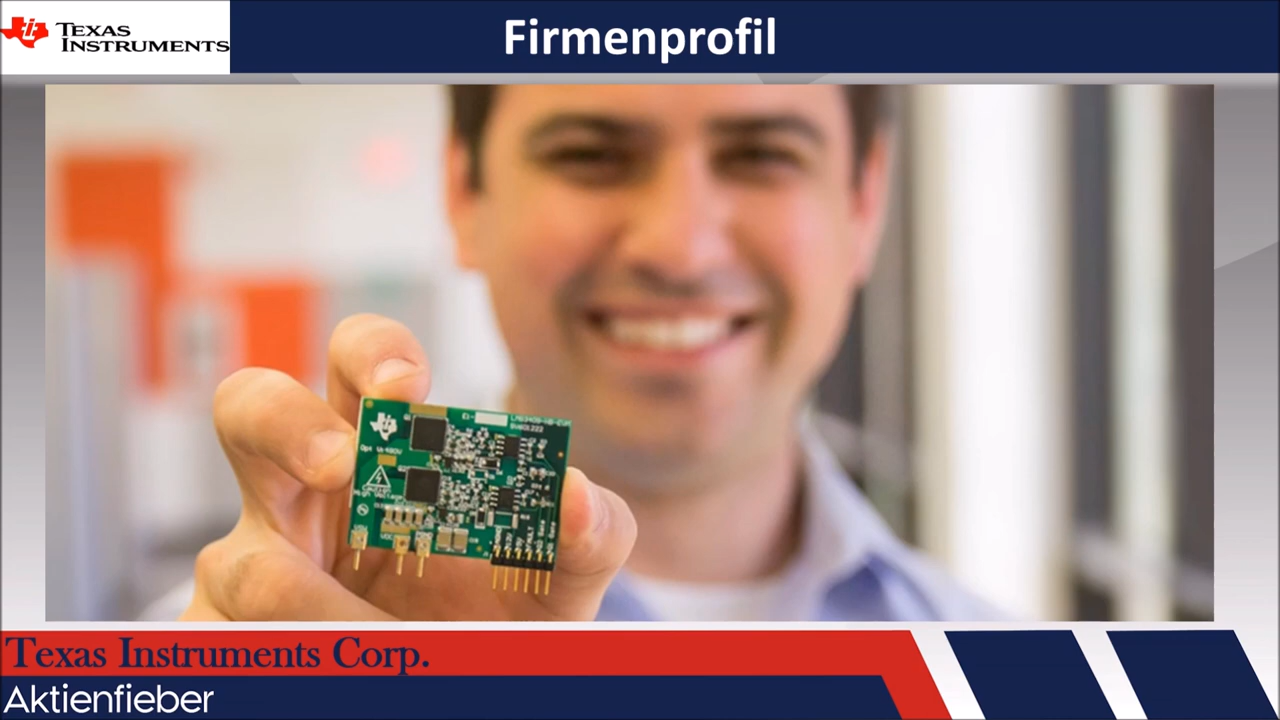 TEXAS
INSTRUMENTS
Firmenprofil
Texas Instruments Corp.
Aktienfieber